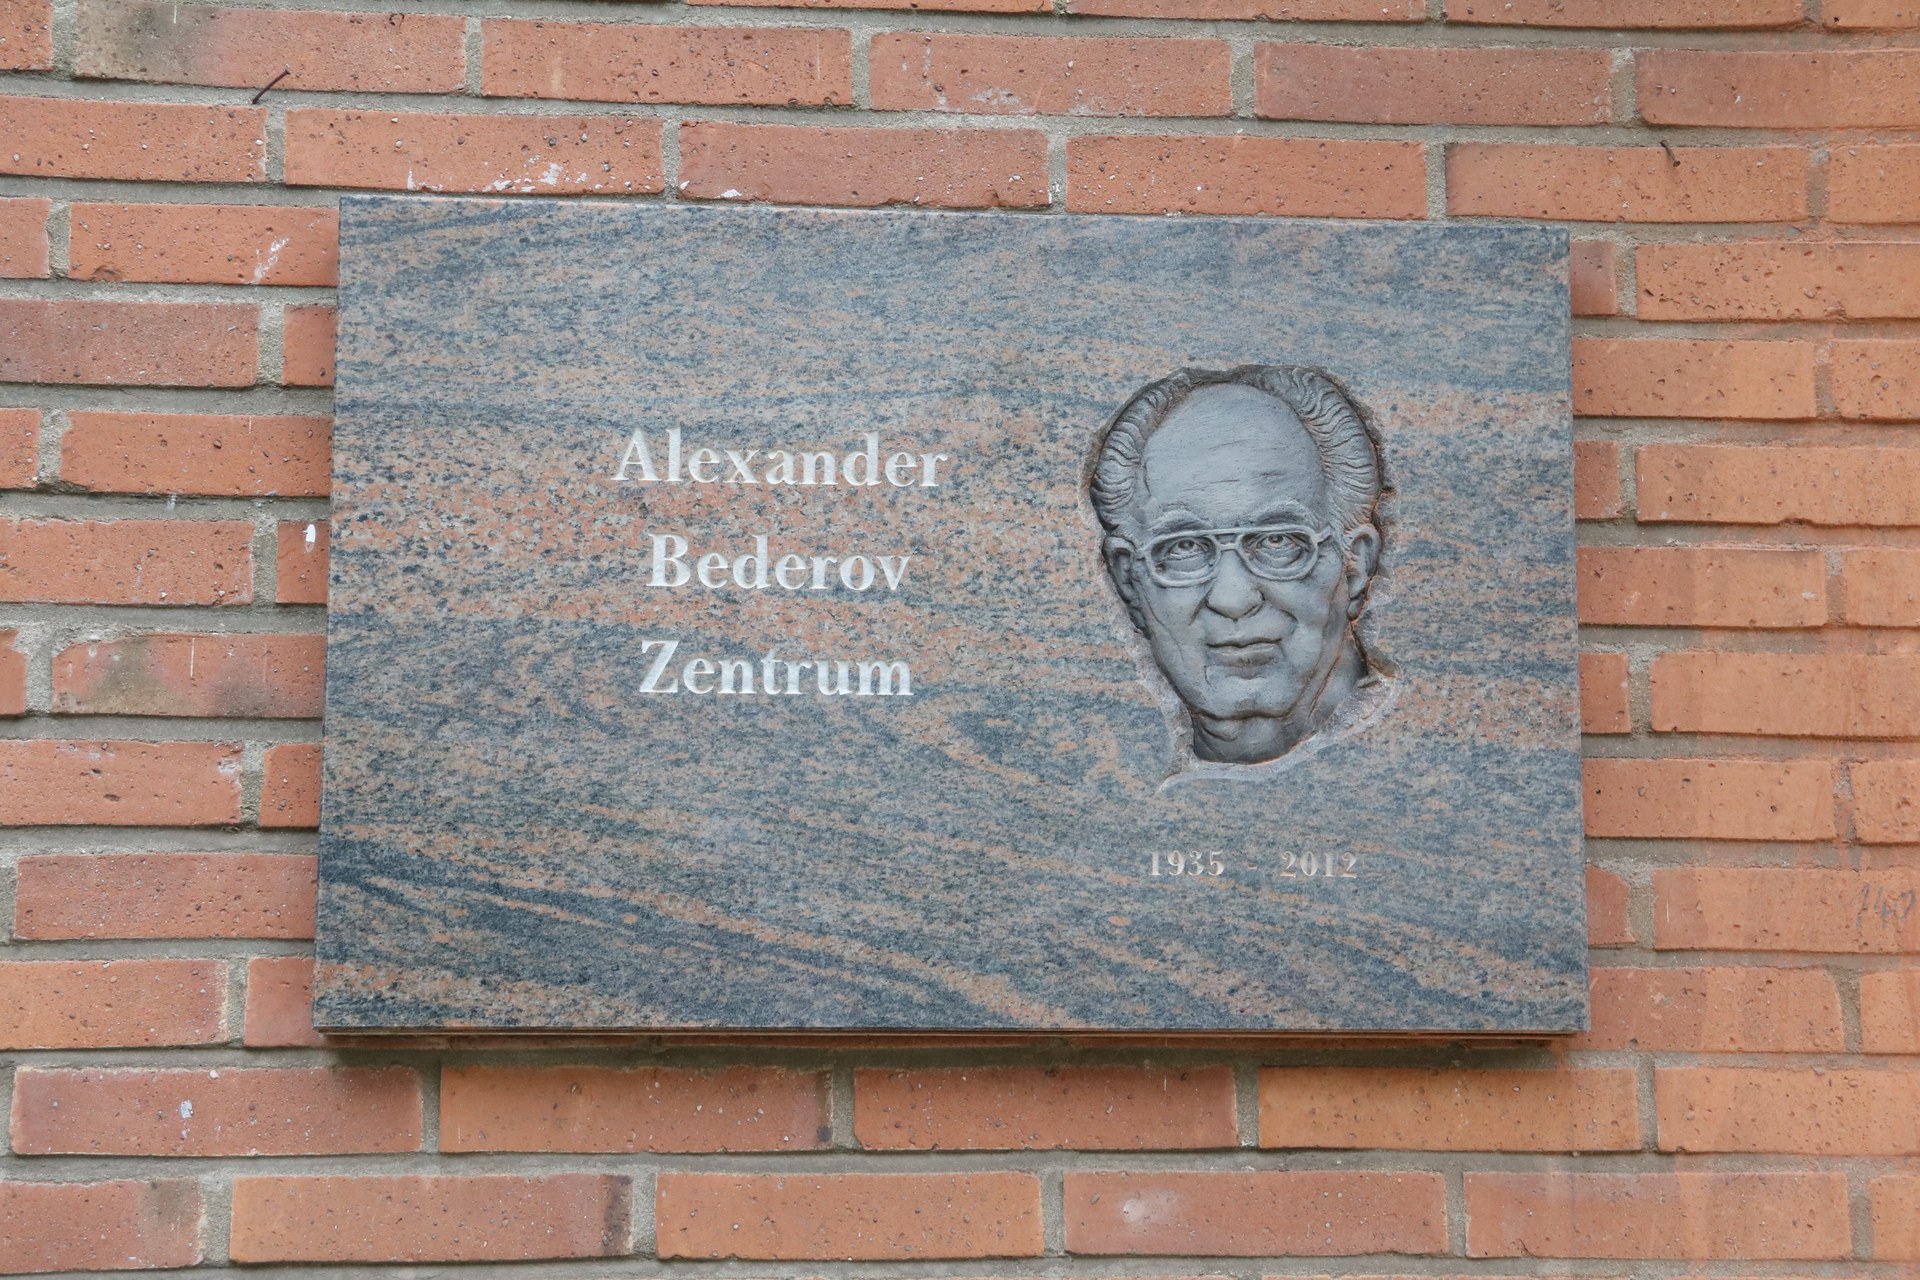 Alexander
Bederov
Zentrum
1935 - 2012